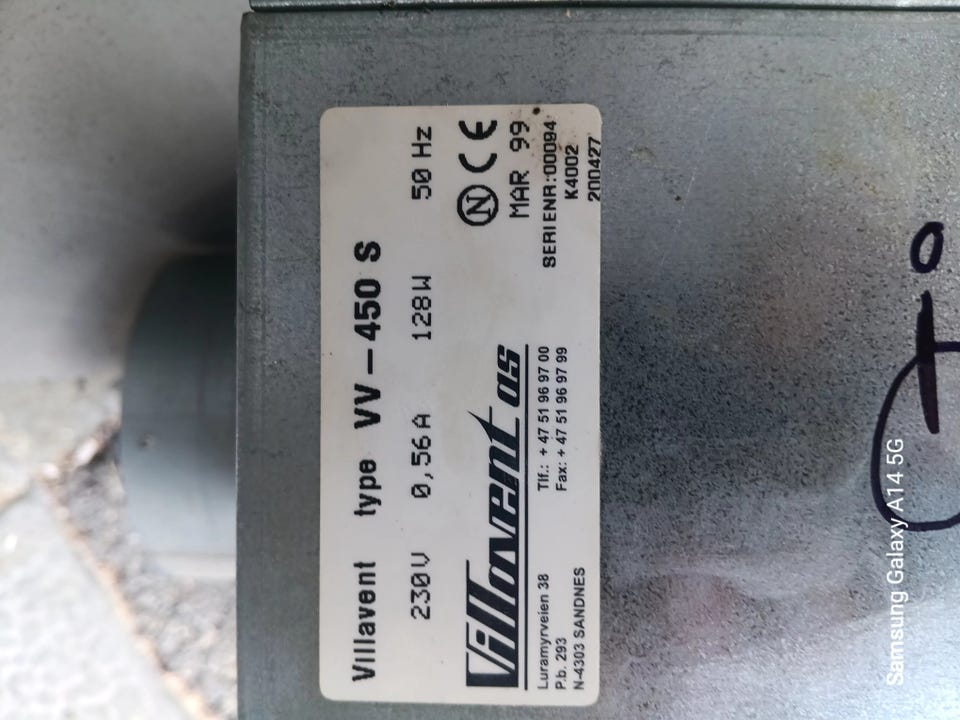 Villavent type VV-450 S
230V 0,56A 128W 50 Hz
Villavent as
N CE
MAR 99
Luramyrveien 38
P.b. 293
N-4303 SANDNES
Tlf.: + 47 51 96 97 00
Fax: + 47 51 96 97 99
SERIENR:00094
K4002
200427
Samsung Galaxy A14 5G